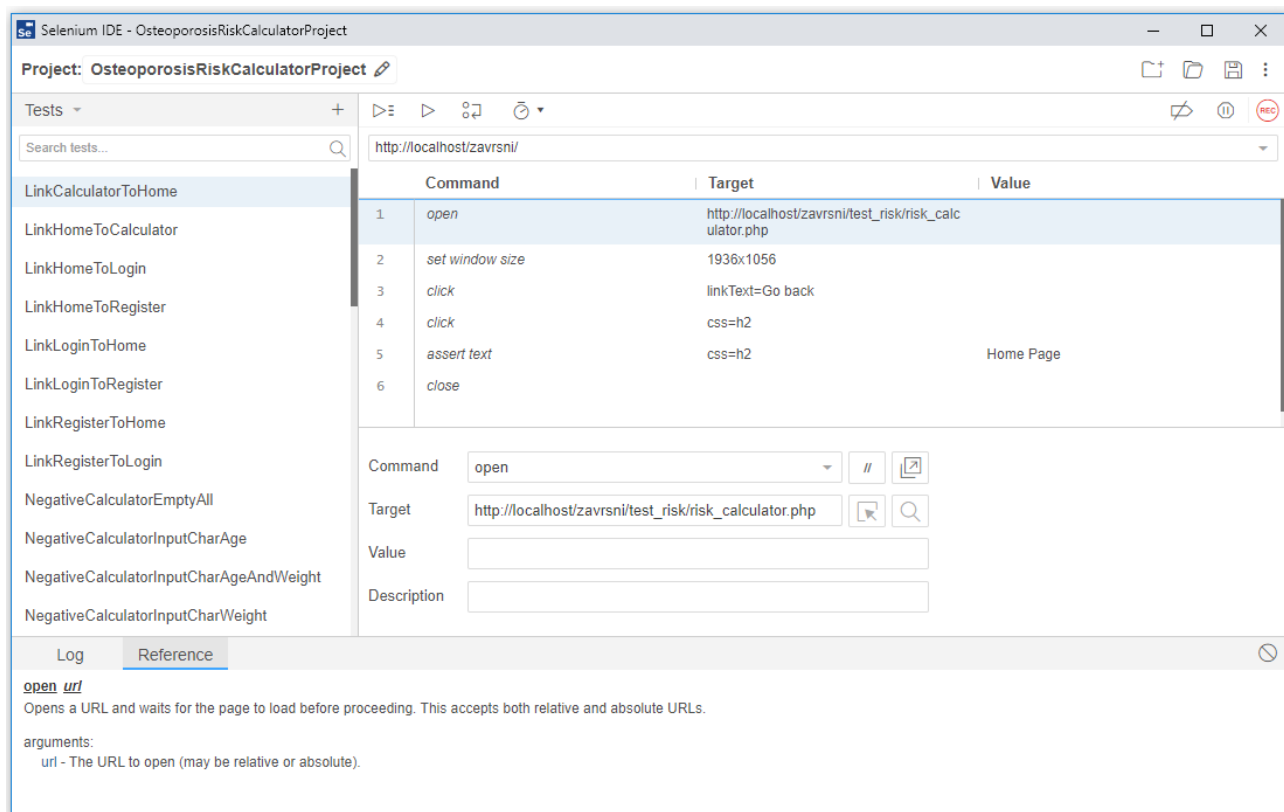 Se Selenium IDE - OsteoporosisRiskCalculatorProject
Project: OsteoporosisRiskCalculatorProject
Tests
Search tests...
LinkCalculatorToHome
LinkHomeToCalculator
LinkHomeToLogin
LinkHomeToRegister
LinkLoginToHome
LinkLoginToRegister
LinkRegisterToHome
LinkRegisterToLogin
NegativeCalculatorEmptyAll
NegativeCalculatorInputCharAge
NegativeCalculatorInputCharAgeAndWeight
NegativeCalculatorInputCharWeight
REC
http://localhost/zavrsni/
Command Target Value
1 open http://localhost/zavrsni/test_risk/risk_calc
ulator.php
2 set window size 1936x1056
3 click linkText=Go back
4 click css=h2
5 assert text css=h2 Home Page
6 close
Command open //
Target http://localhost/zavrsni/test_risk/risk_calculator.php
Value
Description
Log Reference
open url
Opens a URL and waits for the page to load before proceeding. This accepts both relative and absolute URLs.
arguments:
url - The URL to open (may be relative or absolute).